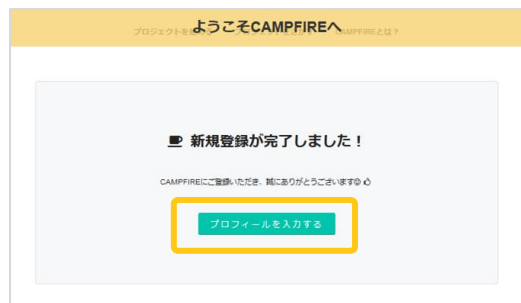 ようこそCAMPFIREへ
新規登録が完了しました！
CAMPFIREにご登録いただき、誠にありがとうございます
プロフィールを入力する